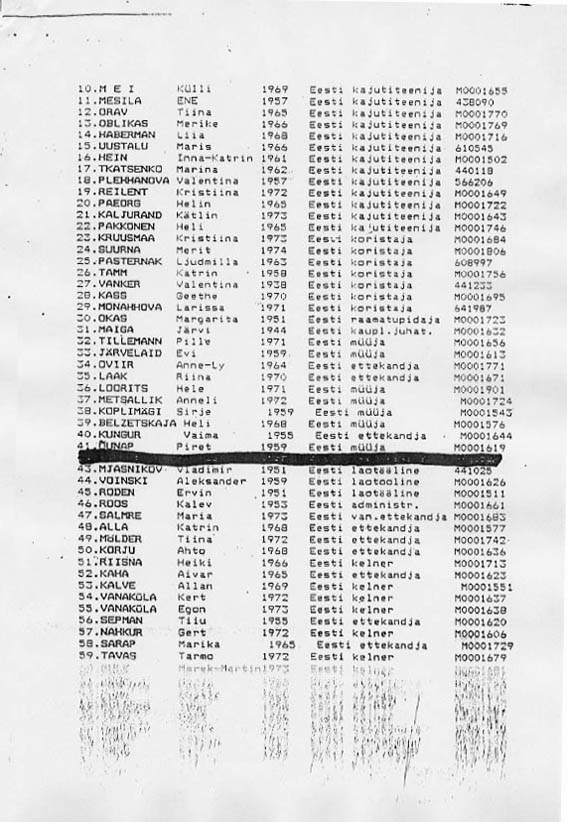 10.M E I Külli 1969 Eesti kajutiteenija M0001655
11.MESILA ENE 1957 Eesti kajutiteenija 438090
12.ORAV Tiina 1965 Eesti kajutiteenija M0001770
13.OBLIKAS Merike 1966 Eesti kajutiteenija M0001769
14.HABERMAN Liia 1968 Eesti kajutiteenija M0001716
15.UUSTALU Maris 1966 Eesti kajutiteenija 610545
16.HEIN Inna-Katrin 1961 Eesti kajutiteenija M0001502
17.TKATSENKO Marina 1962 Eesti kajutiteenija 440118
18.PLEHHANOVA Valentina 1957 Eesti kajutiteenija 566206
19.REILENT Kristiina 1972 Eesti kajutiteenija M0001649
20.PAEORG Helin 1965 Eesti kajutiteenija M0001722
21.KALJURAND Kätlin 1973 Eesti kajutiteenija M0001643
22.PAKKONEN Heli 1965 Eesti kajutiteenija M0001746
23.KRUUSMAA Kristiina 1973 Eesti koristaja M0001684
24.SUURNA Merit 1974 Eesti koristaja M0001806
25.PASTERNAK Ljudmilla 1963 Eesti koristaja 608997
26.TAMM Katrin 1958 Eesti koristaja M0001756
27.VANKER Valentina 1938 Eesti koristaja 441233
28.KASS Geethe 1970 Eesti koristaja M0001695
29.MONAHHOVA Larissa 1971 Eesti koristaja 641987
30.OKAS Margarita 1951 Eesti raamatupidaja M0001723
31.MAIGA Järvi 1944 Eesti kaupl.juhat. M0001632
32.TILLEMANN Pille 1971 Eesti müüja M0001656
33.JÄRVELAID Evi 1959 Eesti müüja M0001613
34.OVIIR Anne-Ly 1964 Eesti ettekandja M0001771
35.LAAK Riina 1970 Eesti ettekandja M0001671
36.LOORITS Hele 1971 Eesti müüja M0001901
37.METSALLIK Anneli 1972 Eesti müüja M0001724
38.KOPLIMÄGI Sirje 1959 Eesti müüja M0001543
39.BELZETSKAJA Heli 1968 Eesti müüja M0001576
40.KUNGUR Vaima 1955 Eesti ettekandja M0001644
41.ÕUNAP Piret 1959 Eesti müüja M0001619
43.MJASNIKOV Vladimir 1951 Eesti laotööline 441025
44.VOINSKI Aleksander 1959 Eesti laotooline M0001626
45.RODEN Ervin 1951 Eesti laotööline M0001511
46.ROOS Kalev 1953 Eesti administr. M0001661
47.SALMRE Maria 1973 Eesti van.ettekandja M0001683
48.ALLA Katrin 1968 Eesti ettekandja M0001577
49.MÖLDER Tiina 1972 Eesti ettekandja M0001742
50.KORJU Ahto 1968 Eesti ettekandja M0001636
51.RIISNA Heiki 1966 Eesti kelner M0001713
52.KAHA Aivar 1965 Eesti ettekandja M0001623
53.KALVE Allan 1969 Eesti kelner M0001551
54.VANAKÜLA Kert 1972 Eesti kelner M0001637
55.VANAKÜLA Egon 1973 Eesti kelner M0001638
56.SEPMAN Tiiu 1955 Eesti ettekandja M0001620
57.NAHKUR Gert 1972 Eesti kelner M0001606
58.SARAP Marika 1965 Eesti ettekandja M0001729
59.TAVAS Tarmo 1972 Eesti kelner M0001679
Marek-Martin 1973 Eesti kelner